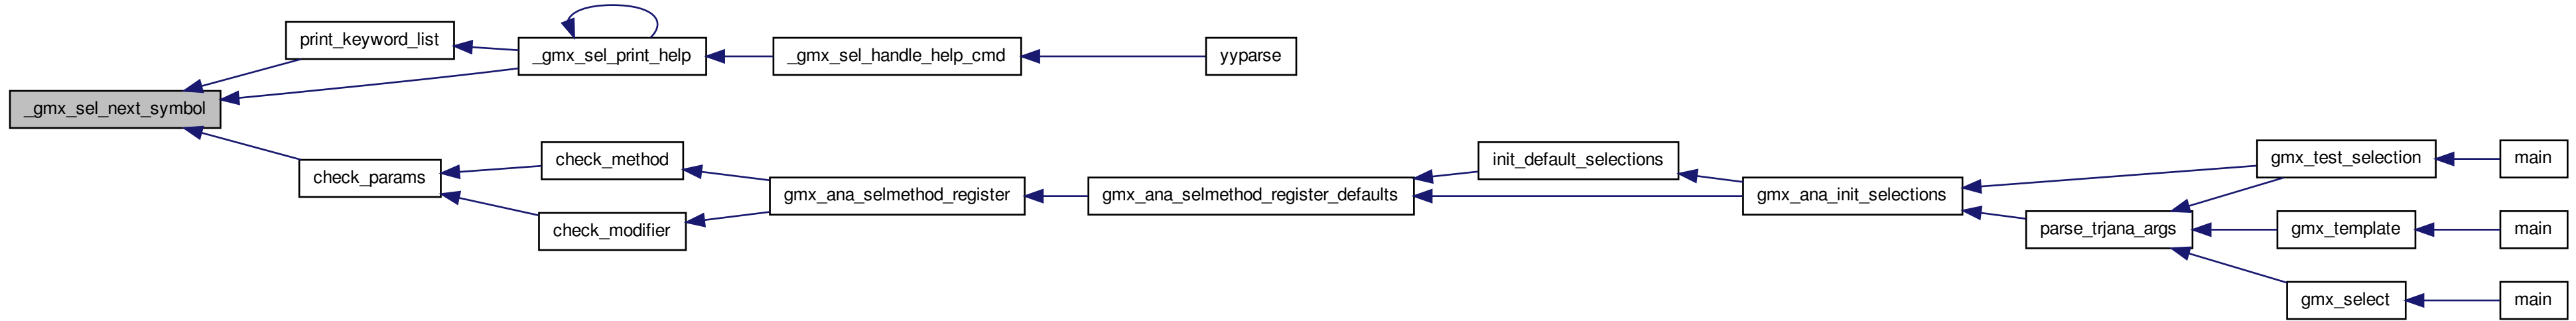 _gmx_sel_next_symbol
print_keyword_list
_gmx_sel_print_help
_gmx_sel_handle_help_cmd
yyparse
check_params
check_method
check_modifier
gmx_ana_selmethod_register
gmx_ana_selmethod_register_defaults
init_default_selections
gmx_ana_init_selections
gmx_test_selection
main
parse_trjana_args
gmx_template
main
gmx_select
main